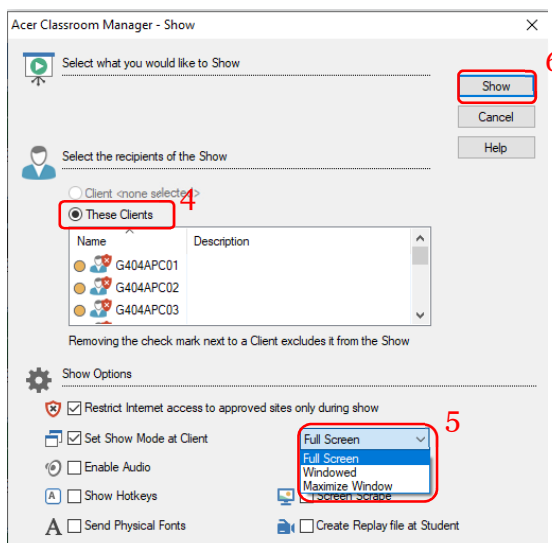 Acer Classroom Manager - Show
Select what you would like to Show
6
Show
Cancel
Help
Select the recipients of the Show
Client <none selected>
4
These Clients
Name Description
G404APC01
G404APC02
G404APC03
Removing the check mark next to a Client excludes it from the Show
Show Options
Restrict Internet access to approved sites only during show
5
Set Show Mode at Client Full Screen
Full Screen
Windowed
Maximize Window
Enable Audio
A Show Hotkeys Screen Scrape
A Send Physical Fonts Create Replay file at Student